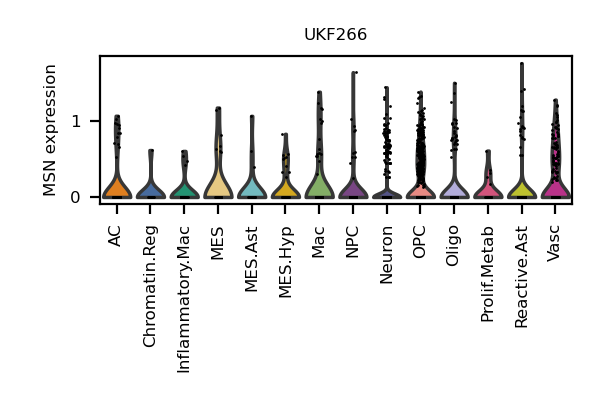 UKF266
MSN expression
1
0
AC
Chromatin.Reg
Inflammatory.Mac
MES
MES.Ast
MES.Hyp
Mac
NPC
Neuron
OPC
Oligo
Prolif.Metab
Reactive.Ast
Vasc